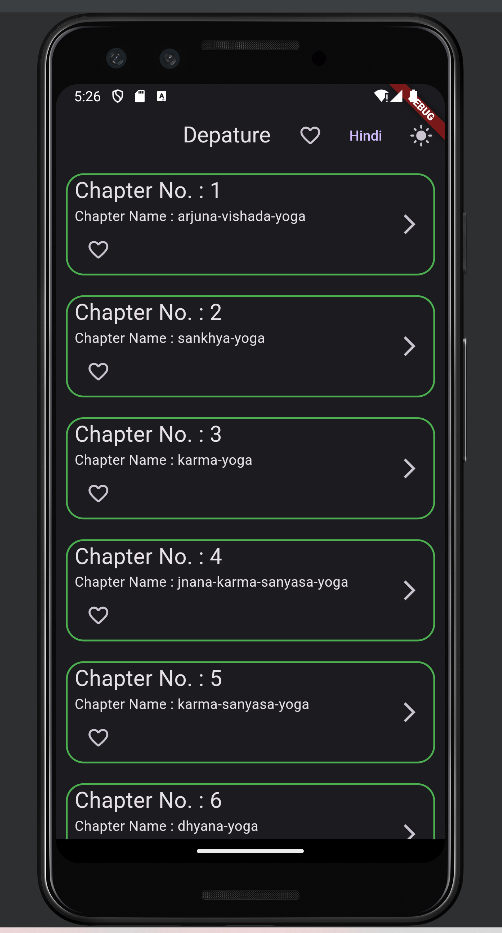 5:26
DEBUG
Depature
Hindi
Chapter No. : 1
Chapter Name : arjuna-vishada-yoga
Chapter No. : 2
Chapter Name : sankhya-yoga
Chapter No. : 3
Chapter Name : karma-yoga
Chapter No. : 4
Chapter Name : jnana-karma-sanyasa-yoga
Chapter No. : 5
Chapter Name : karma-sanyasa-yoga
Chapter No. : 6
Chapter Name : dhyana-yoga